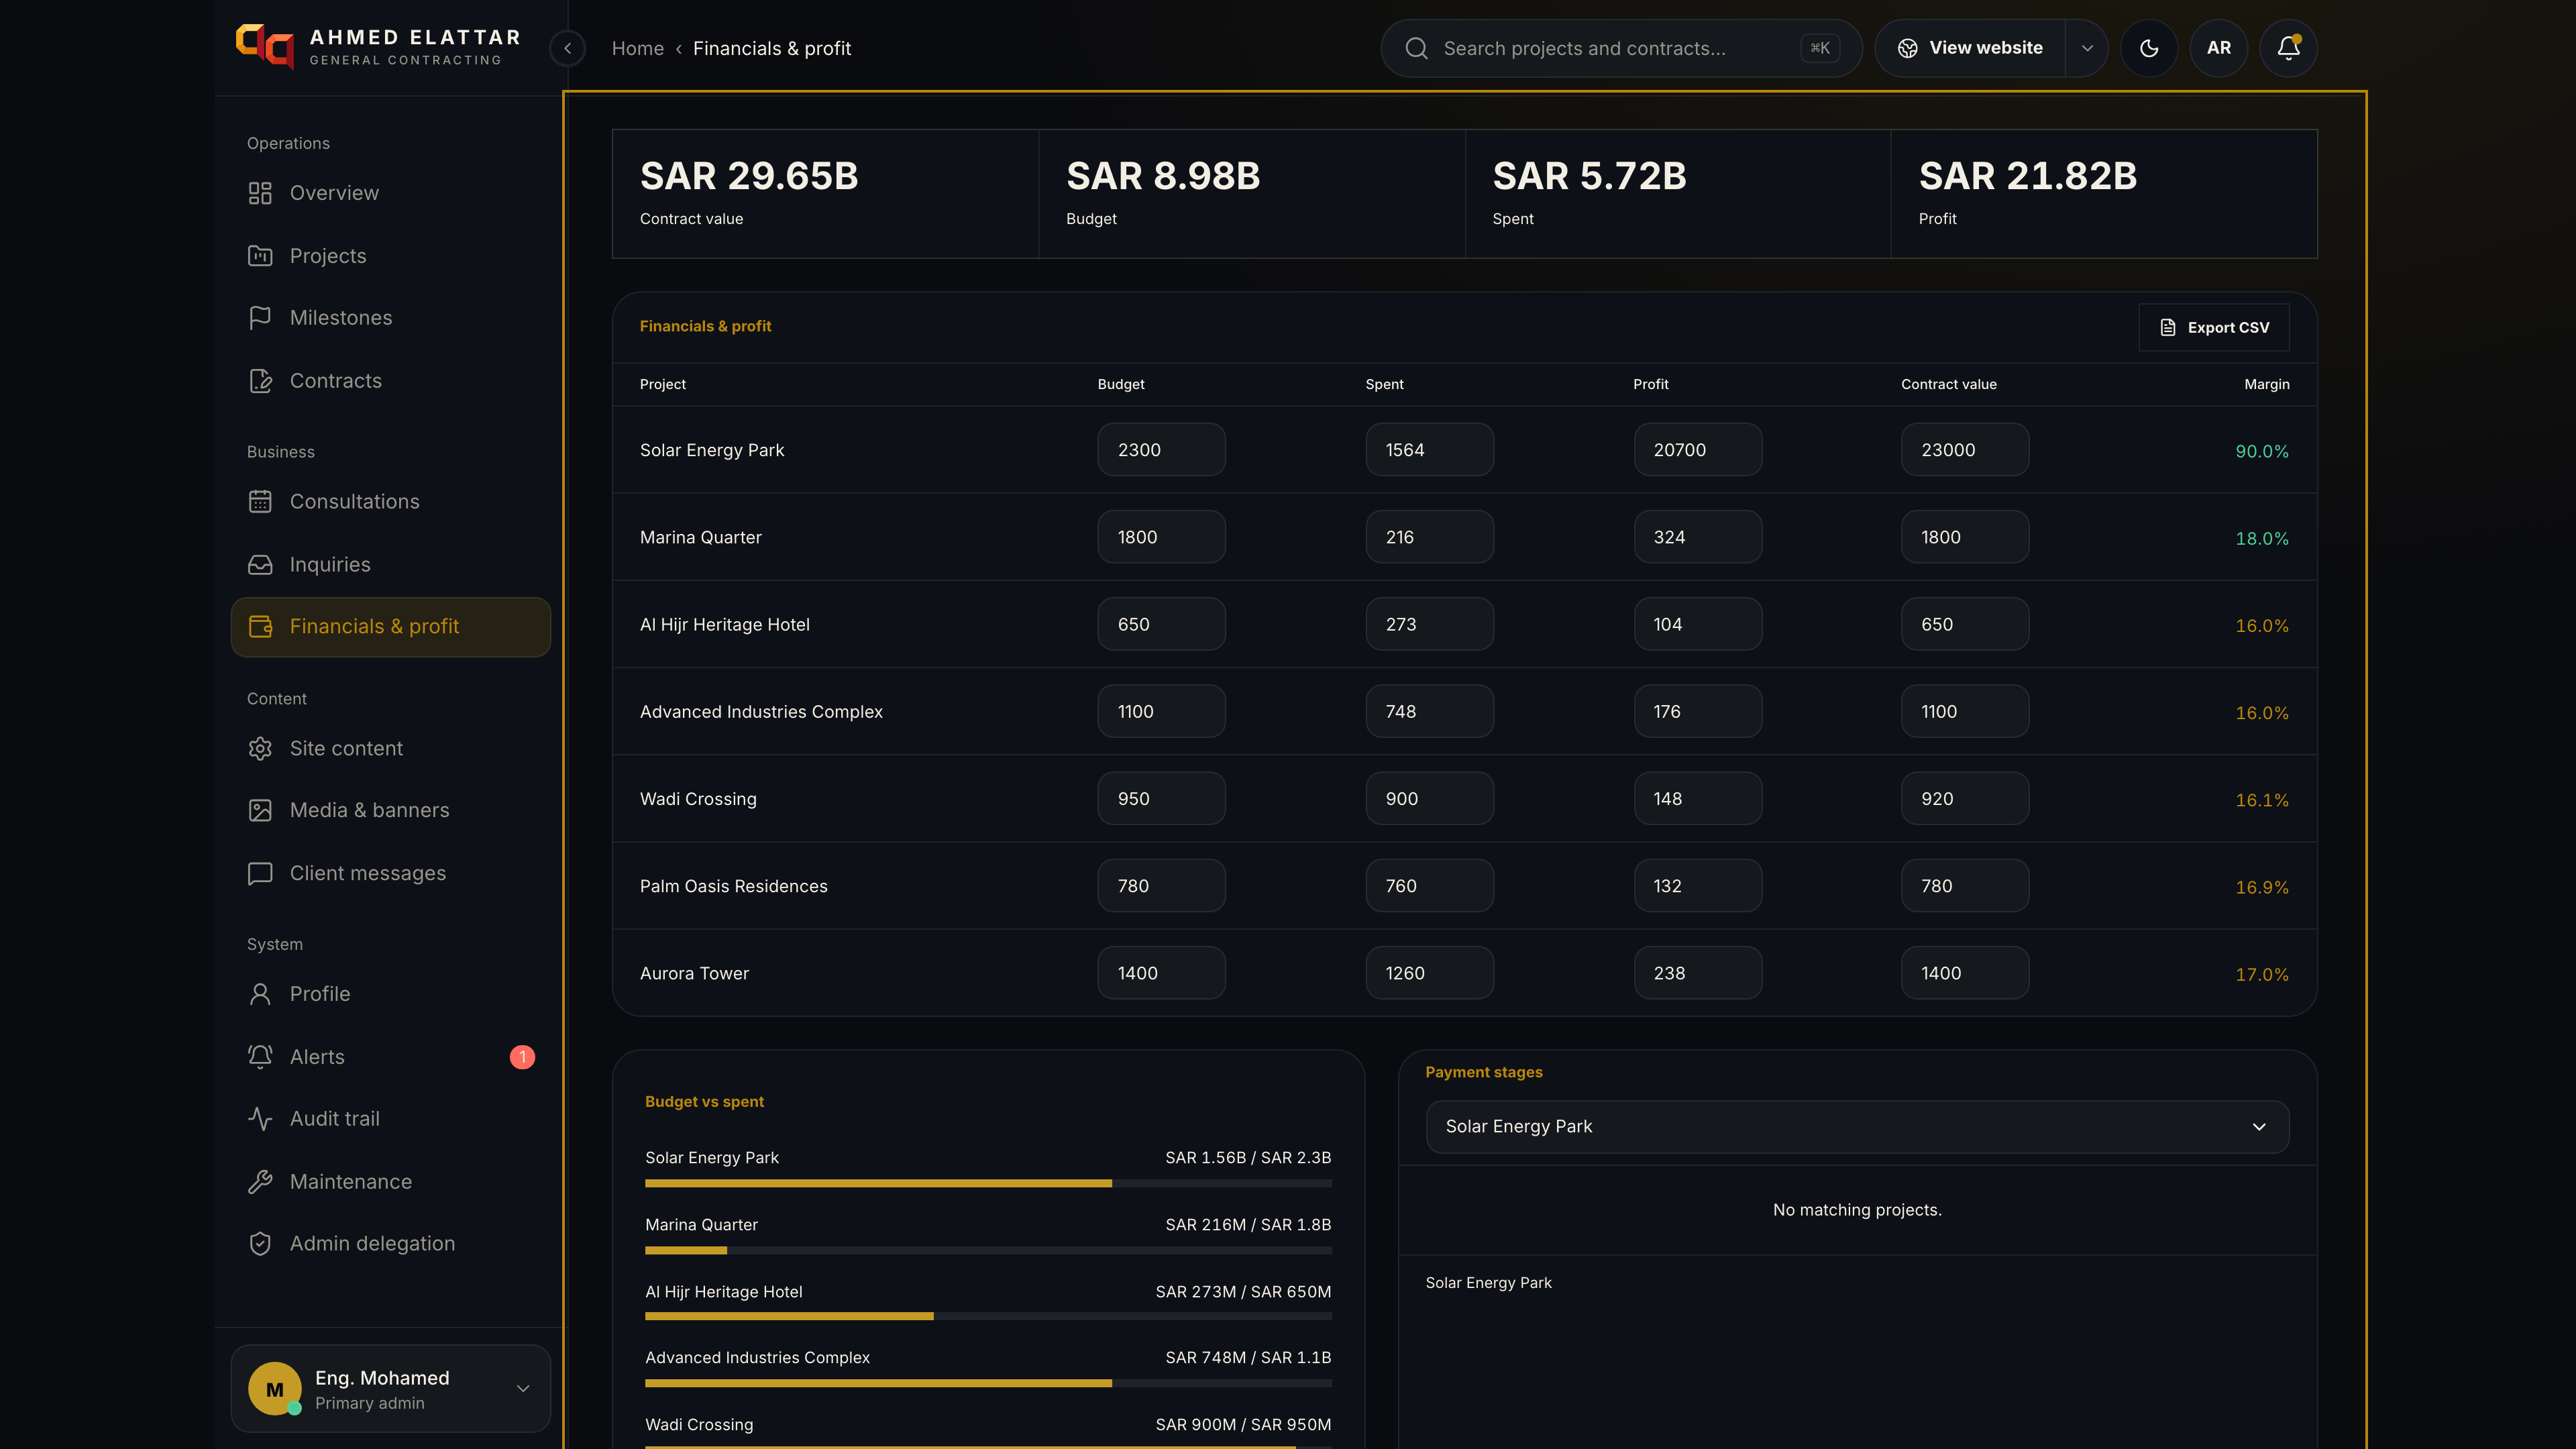 AHMED ELATTAR
GENERAL CONTRACTING
Home ‹ Financials & profit
Search projects and contracts... ⌘K
View website
AR
Operations
Overview
Projects
Milestones
Contracts
Business
Consultations
Inquiries
Financials & profit
Content
Site content
Media & banners
Client messages
System
Profile
Alerts 1
Audit trail
Maintenance
Admin delegation
M
Eng. Mohamed
Primary admin
SAR 29.65B
Contract value
SAR 8.98B
Budget
SAR 5.72B
Spent
SAR 21.82B
Profit
Financials & profit
Export CSV
Project Budget Spent Profit Contract value Margin
Solar Energy Park 2300 1564 20700 23000 90.0%
Marina Quarter 1800 216 324 1800 18.0%
Al Hijr Heritage Hotel 650 273 104 650 16.0%
Advanced Industries Complex 1100 748 176 1100 16.0%
Wadi Crossing 950 900 148 920 16.1%
Palm Oasis Residences 780 760 132 780 16.9%
Aurora Tower 1400 1260 238 1400 17.0%
Budget vs spent
Solar Energy Park SAR 1.56B / SAR 2.3B
Marina Quarter SAR 216M / SAR 1.8B
Al Hijr Heritage Hotel SAR 273M / SAR 650M
Advanced Industries Complex SAR 748M / SAR 1.1B
Wadi Crossing SAR 900M / SAR 950M
Payment stages
Solar Energy Park
No matching projects.
Solar Energy Park